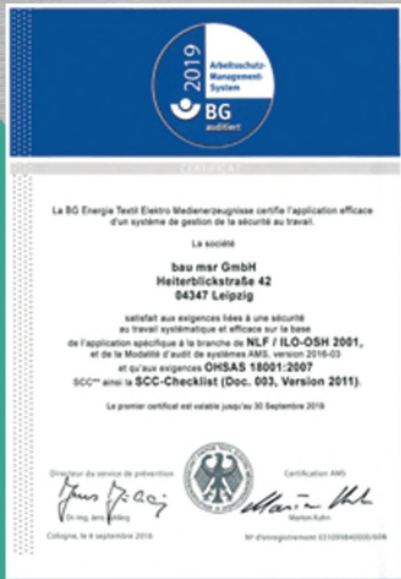 2019
Arbeitsschutz-
Management-
System
BG
auditiert
CERTIFICAT
La BG Energie Textil Elektro Medienerzeugnisse certifie l'application efficace
d'un système de gestion de la sécurité au travail.
La société
bau msr GmbH
Heiterblickstraße 42
04347 Leipzig
satisfait aux exigences liées à une sécurité
au travail systématique et efficace sur la base
de l'application spécifique à la branche de NLF / ILO-OSH 2001,
et de la Modalité d'audit de systèmes AMS, version 2016-03
et qu'aux exigences OHSAS 18001:2007
SCC** ainsi la SCC-Checklist (Doc. 003, Version 2011).
Le premier certificat est valable jusqu'au 30 Septembre 2019
Directeur du service de prévention
Certification AMS
Dr.-Ing. Jens
Kuhn
Cologne, le 6 septembre 2016
N° d'enregistrement